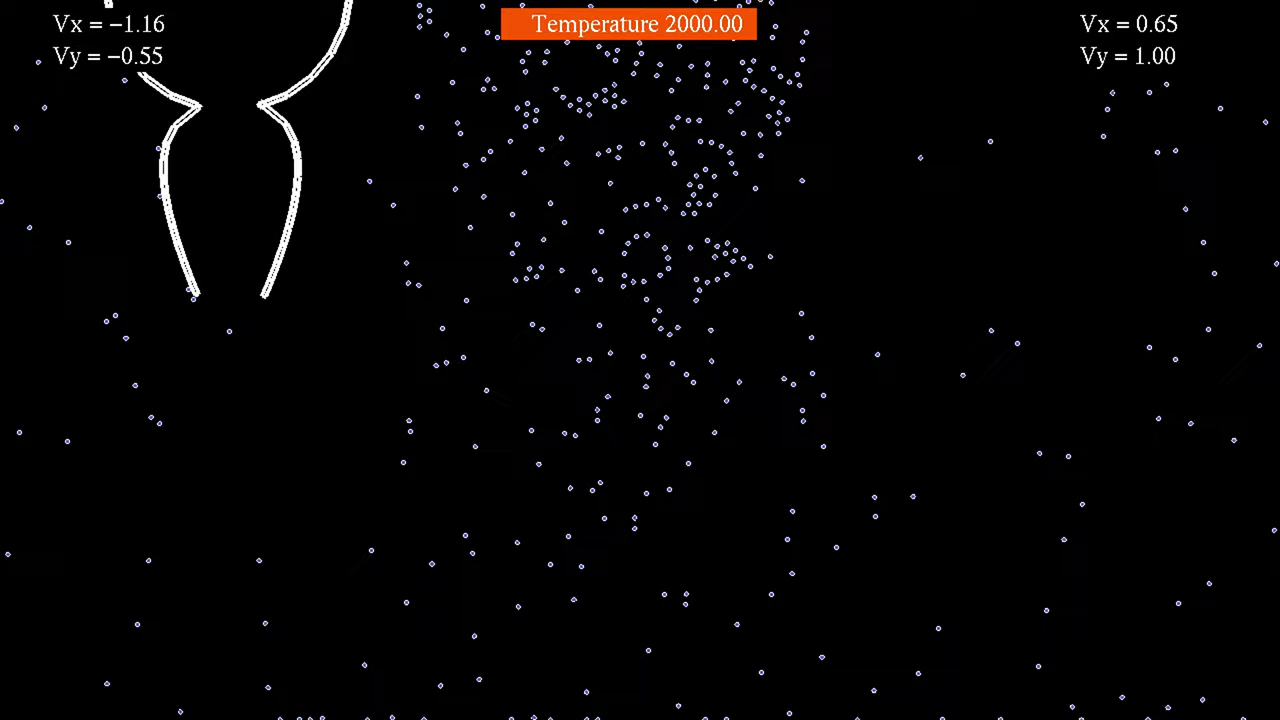 Vx = −1.16
Vy = −0.55
Temperature 2000.00
Vx = 0.65
Vy = 1.00